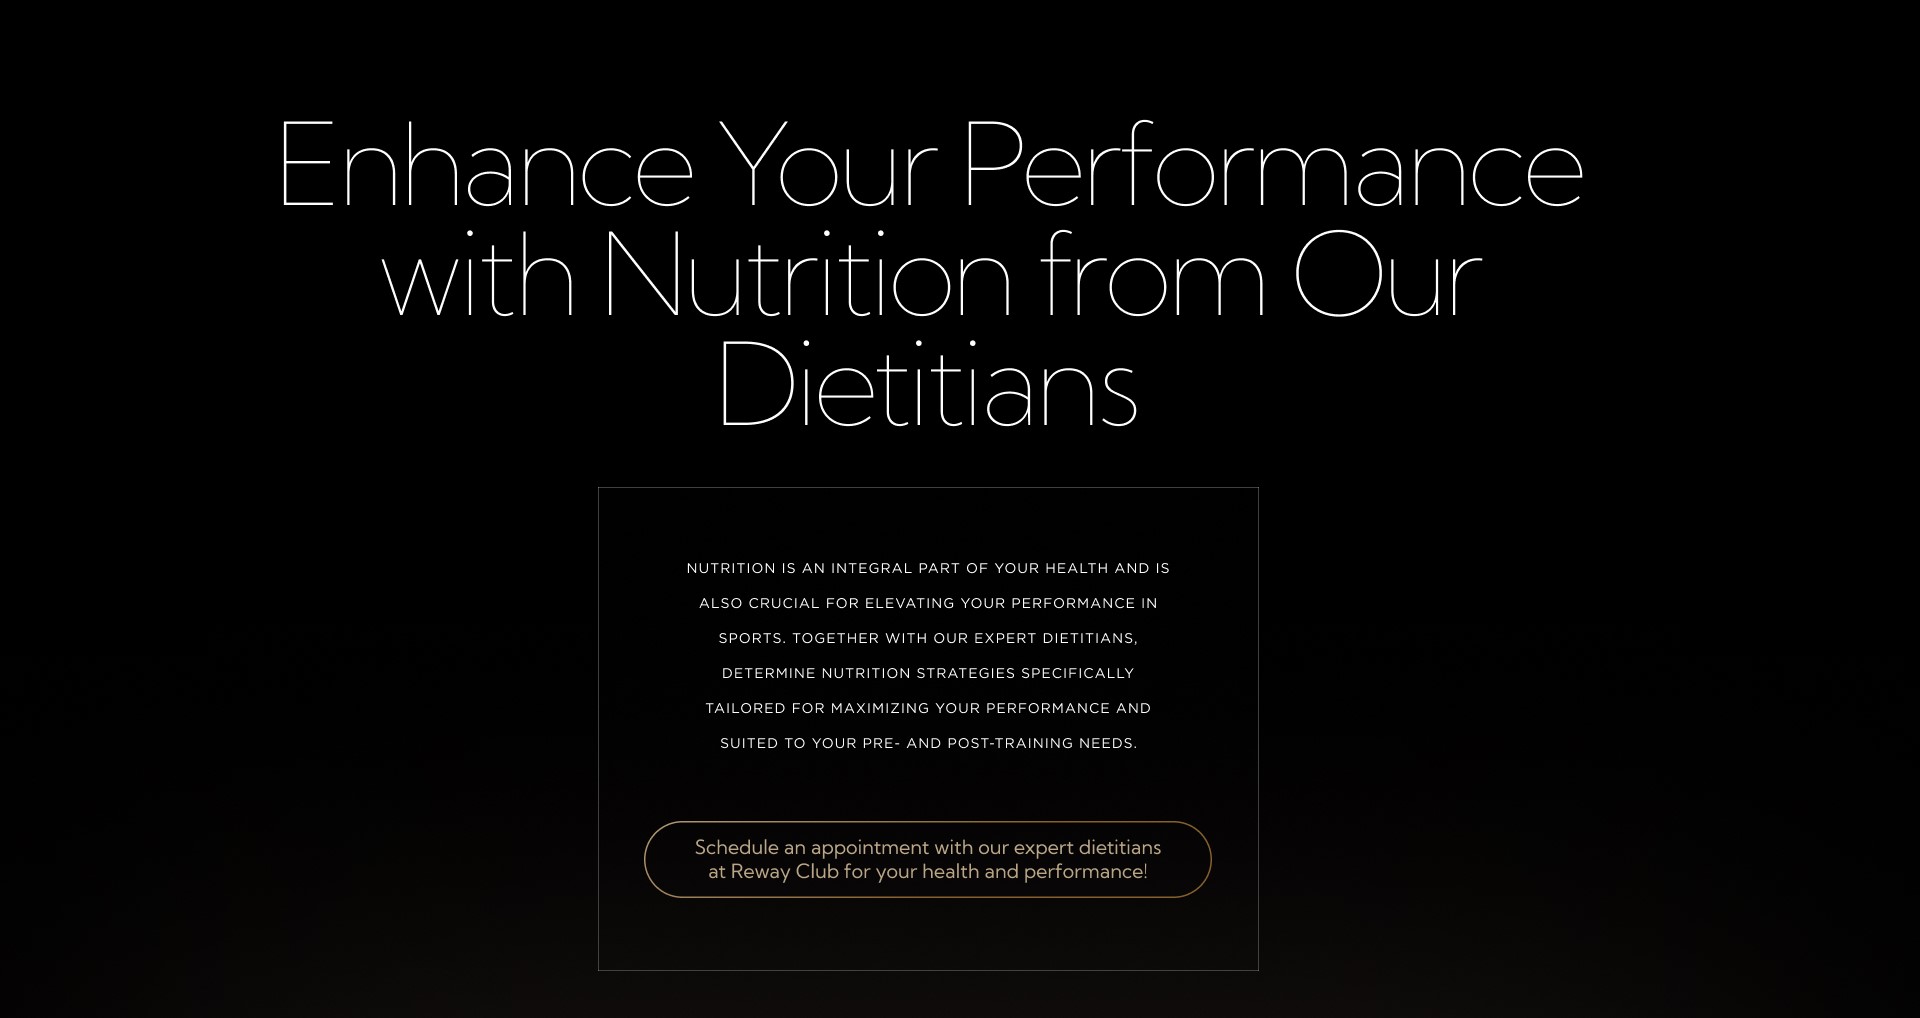 Enhance Your Performance
with Nutrition from Our
Dietitians
NUTRITION IS AN INTEGRAL PART OF YOUR HEALTH AND IS
ALSO CRUCIAL FOR ELEVATING YOUR PERFORMANCE IN
SPORTS. TOGETHER WITH OUR EXPERT DIETITIANS,
DETERMINE NUTRITION STRATEGIES SPECIFICALLY
TAILORED FOR MAXIMIZING YOUR PERFORMANCE AND
SUITED TO YOUR PRE- AND POST-TRAINING NEEDS.
Schedule an appointment with our expert dietitians
at Reway Club for your health and performance!